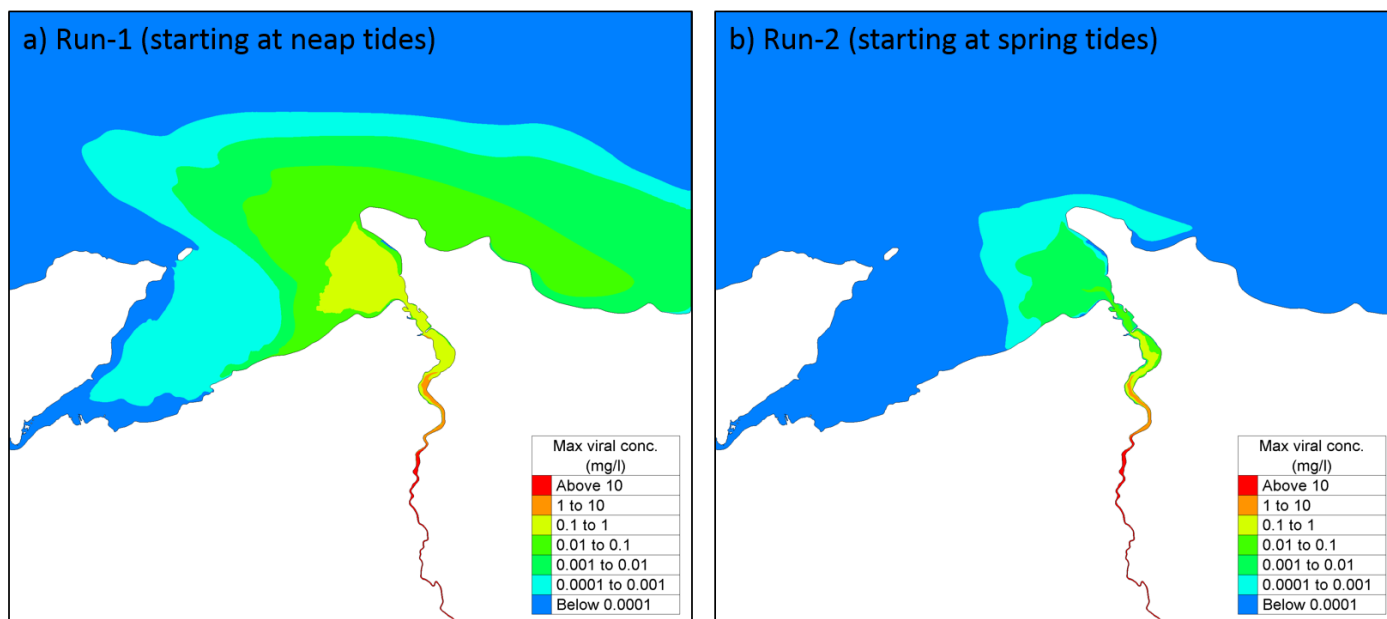 a) Run-1 (starting at neap tides)
Max viral conc.
(mg/l)
Above 10
1 to 10
0.1 to 1
0.01 to 0.1
0.001 to 0.01
0.0001 to 0.001
Below 0.0001
b) Run-2 (starting at spring tides)
Max viral conc.
(mg/l)
Above 10
1 to 10
0.1 to 1
0.01 to 0.1
0.001 to 0.01
0.0001 to 0.001
Below 0.0001